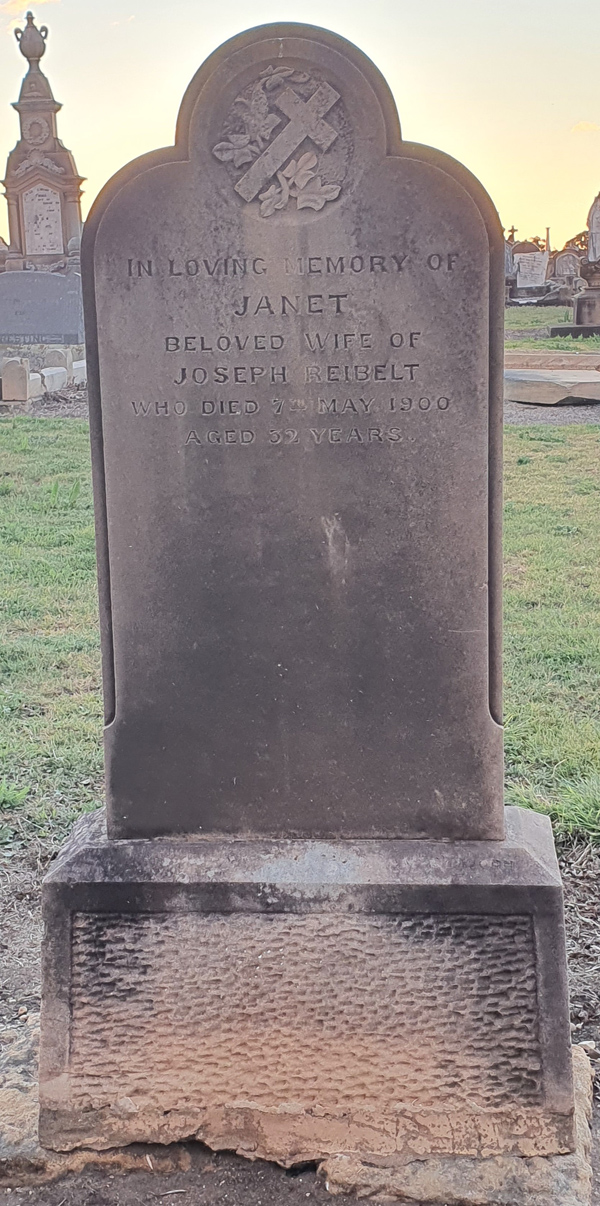 IN LOVING MEMORY OF
JANET
BELOVED WIFE OF
JOSEPH REIBELT
WHO DIED 7TH MAY 1900
AGED 32 YEARS.